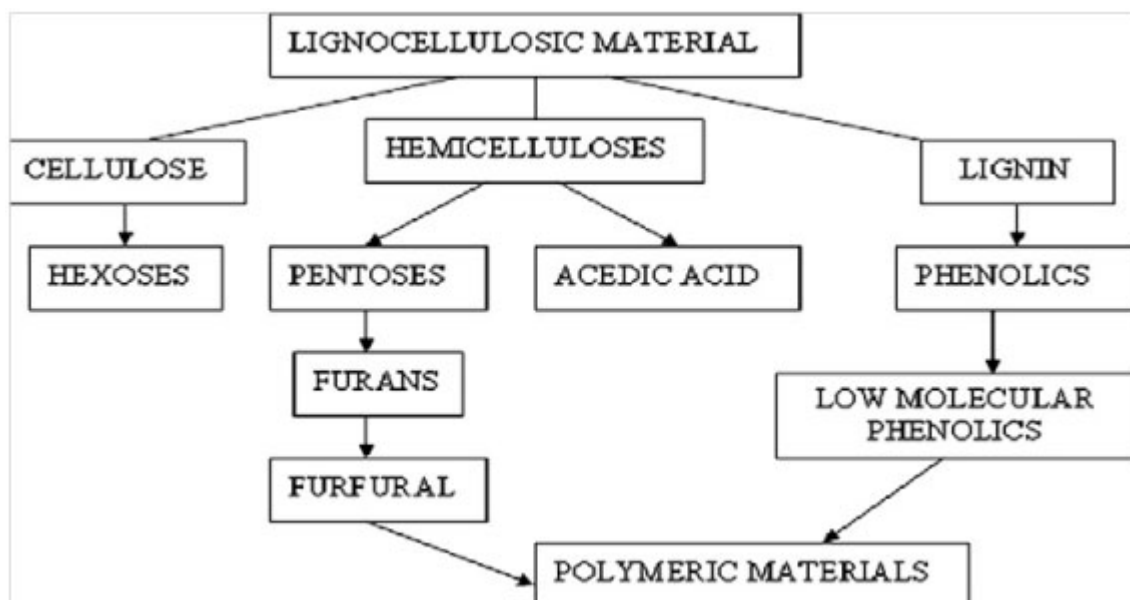 LIGNOCELLULOSIC MATERIAL
CELLULOSE
HEMICELLULOSES
LIGNIN
HEXOSES
PENTOSES
ACEDIC ACID
PHENOLICS
FURANS
LOW MOLECULAR
PHENOLICS
FURFURAL
POLYMERIC MATERIALS